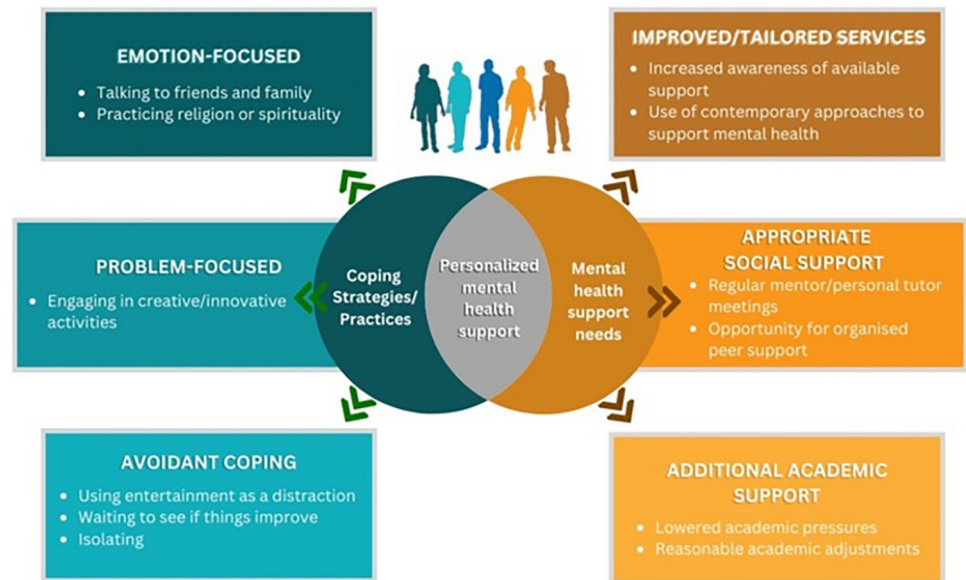 EMOTION-FOCUSED
• Talking to friends and family
• Practicing religion or spirituality
IMPROVED/TAILORED SERVICES
• Increased awareness of available
support
• Use of contemporary approaches to
support mental health
PROBLEM-FOCUSED
• Engaging in creative/innovative
activities
Coping
Strategies/
Practices
Personalized
mental
health
support
Mental
health
support
needs
APPROPRIATE
SOCIAL SUPPORT
• Regular mentor/personal tutor
meetings
• Opportunity for organised
peer support
AVOIDANT COPING
• Using entertainment as a distraction
• Waiting to see if things improve
• Isolating
ADDITIONAL ACADEMIC
SUPPORT
• Lowered academic pressures
• Reasonable academic adjustments